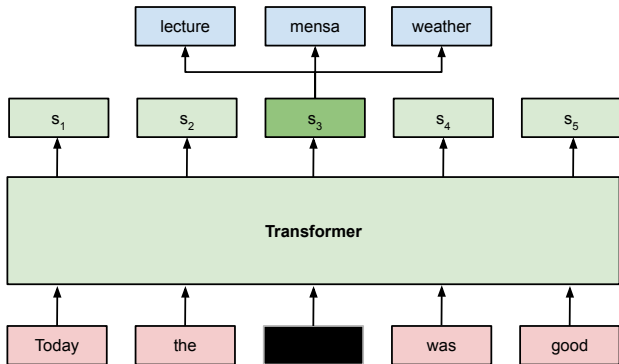 lecture mensa weather
s₁ s₂ s₃ s₄ s₅
Transformer
Today the was good